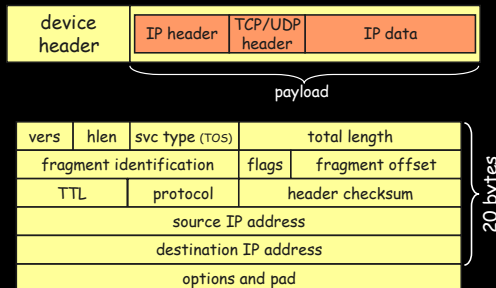 device header
IP header
TCP/UDP header
IP data
payload
vers
hlen
svc type (TOS)
total length
fragment identification
flags
fragment offset
TTL
protocol
header checksum
source IP address
destination IP address
options and pad
20 bytes